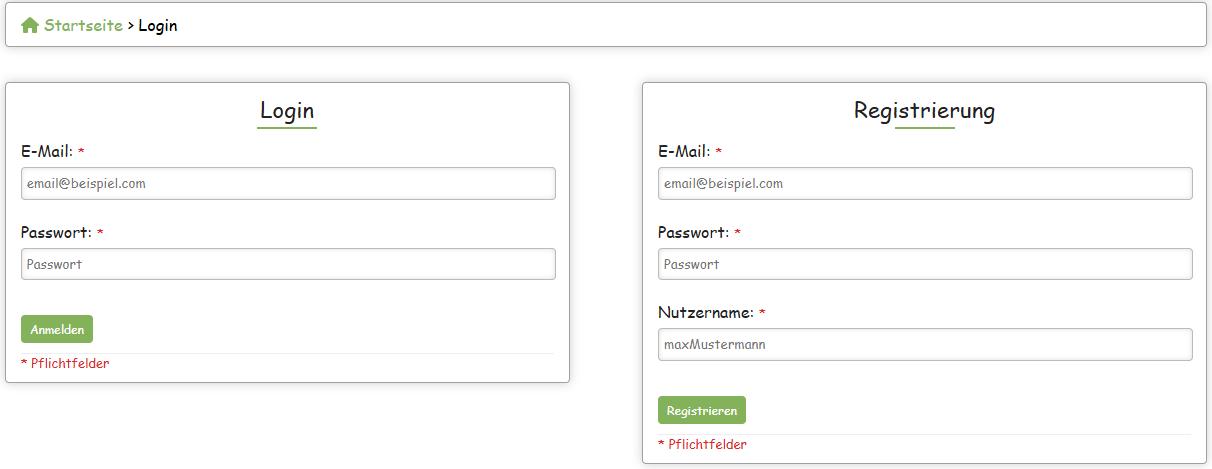 Startseite > Login
Login
E-Mail: *
email@beispiel.com
Passwort: *
Passwort
Anmelden
* Pflichtfelder
Registrierung
E-Mail: *
email@beispiel.com
Passwort: *
Passwort
Nutzername: *
maxMustermann
Registrieren
* Pflichtfelder